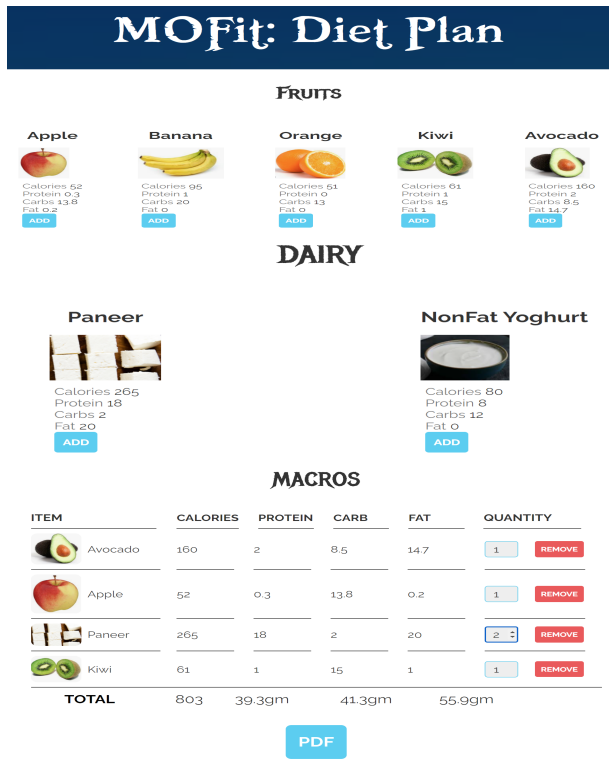 MOFit: Diet Plan
Fruits
Apple Banana Orange Kiwi Avocado
Calories 52 Calories 95 Calories 51 Calories 61 Calories 160
Protein 0.3 Protein 1 Protein 0 Protein 1 Protein 2
Carbs 13.8 Carbs 20 Carbs 13 Carbs 15 Carbs 8.5
Fat 0.2 Fat 0 Fat 0 Fat 1 Fat 14.7
ADD ADD ADD ADD ADD
DAIRY
Paneer NonFat Yoghurt
Calories 265 Calories 80
Protein 18 Protein 8
Carbs 2 Carbs 12
Fat 20 Fat 0
ADD ADD
MACROS
ITEM CALORIES PROTEIN CARB FAT QUANTITY
Avocado 160 2 8.5 14.7 1 REMOVE
Apple 52 0.3 13.8 0.2 1 REMOVE
Paneer 265 18 2 20 2 REMOVE
Kiwi 61 1 15 1 1 REMOVE
TOTAL 803 39.3gm 41.3gm 55.9gm
PDF